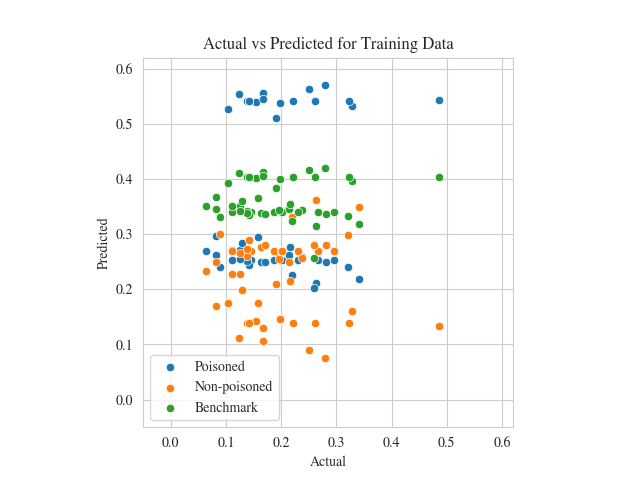 Actual vs Predicted for Training Data
0.6
0.5
0.4
0.3
0.2
0.1
0.0
Predicted
Poisoned
Non-poisoned
Benchmark
0.0 0.1 0.2 0.3 0.4 0.5 0.6
Actual